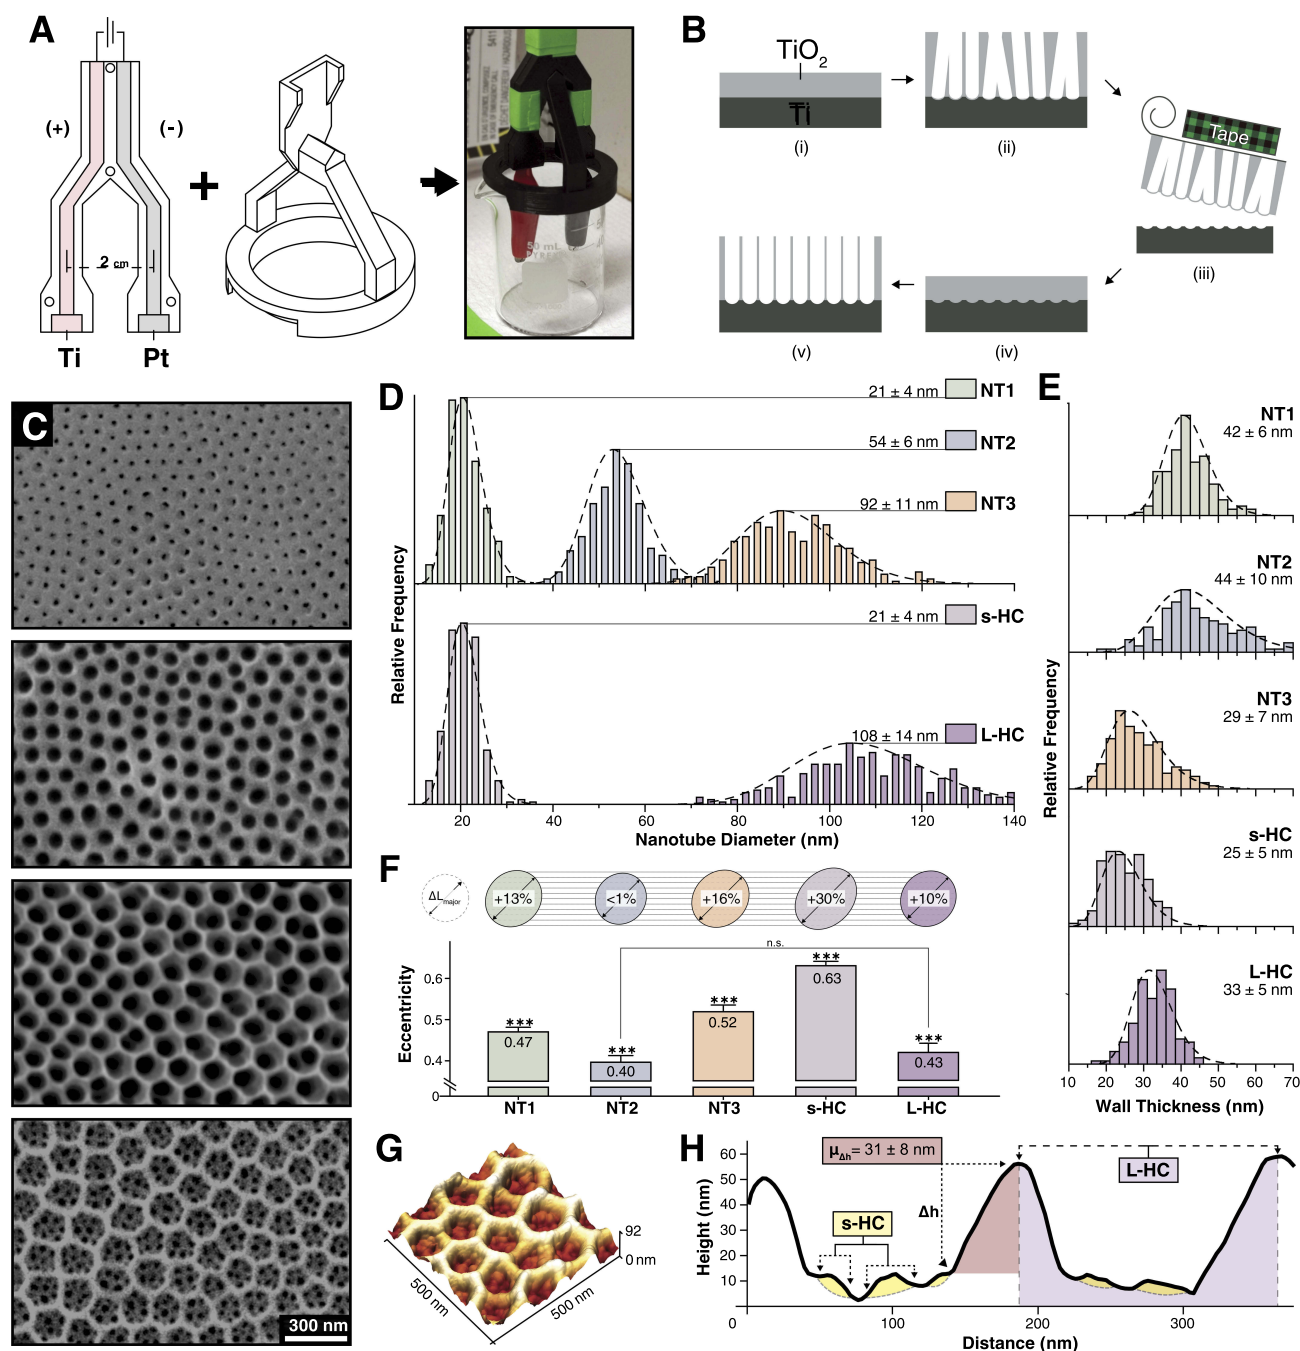 A
(+)
(-)
2 cm
Ti
Pt
50 mL
B
TiO2
Ti
(i)
(ii)
Tape
(iii)
(iv)
(v)
C
300 nm
D
21 ± 4 nm NT1
54 ± 6 nm NT2
92 ± 11 nm NT3
21 ± 4 nm s-HC
108 ± 14 nm L-HC
Relative Frequency
20 40 60 80 100 120 140
Nanotube Diameter (nm)
E
NT1
42 ± 6 nm
NT2
44 ± 10 nm
NT3
29 ± 7 nm
s-HC
25 ± 5 nm
L-HC
33 ± 5 nm
Relative Frequency
10 20 30 40 50 60 70
Wall Thickness (nm)
F
ΔLmajor
+13%
<1%
+16%
+30%
+10%
n.s.
Eccentricity
0.6
0.5
0.4
0
***
0.47
***
0.40
***
0.52
***
0.63
***
0.43
NT1 NT2 NT3 s-HC L-HC
G
92
0 nm
500 nm
500 nm
H
μΔh= 31 ± 8 nm
L-HC
s-HC
Δh
Height (nm)
60
50
40
30
20
10
0 100 200 300
Distance (nm)